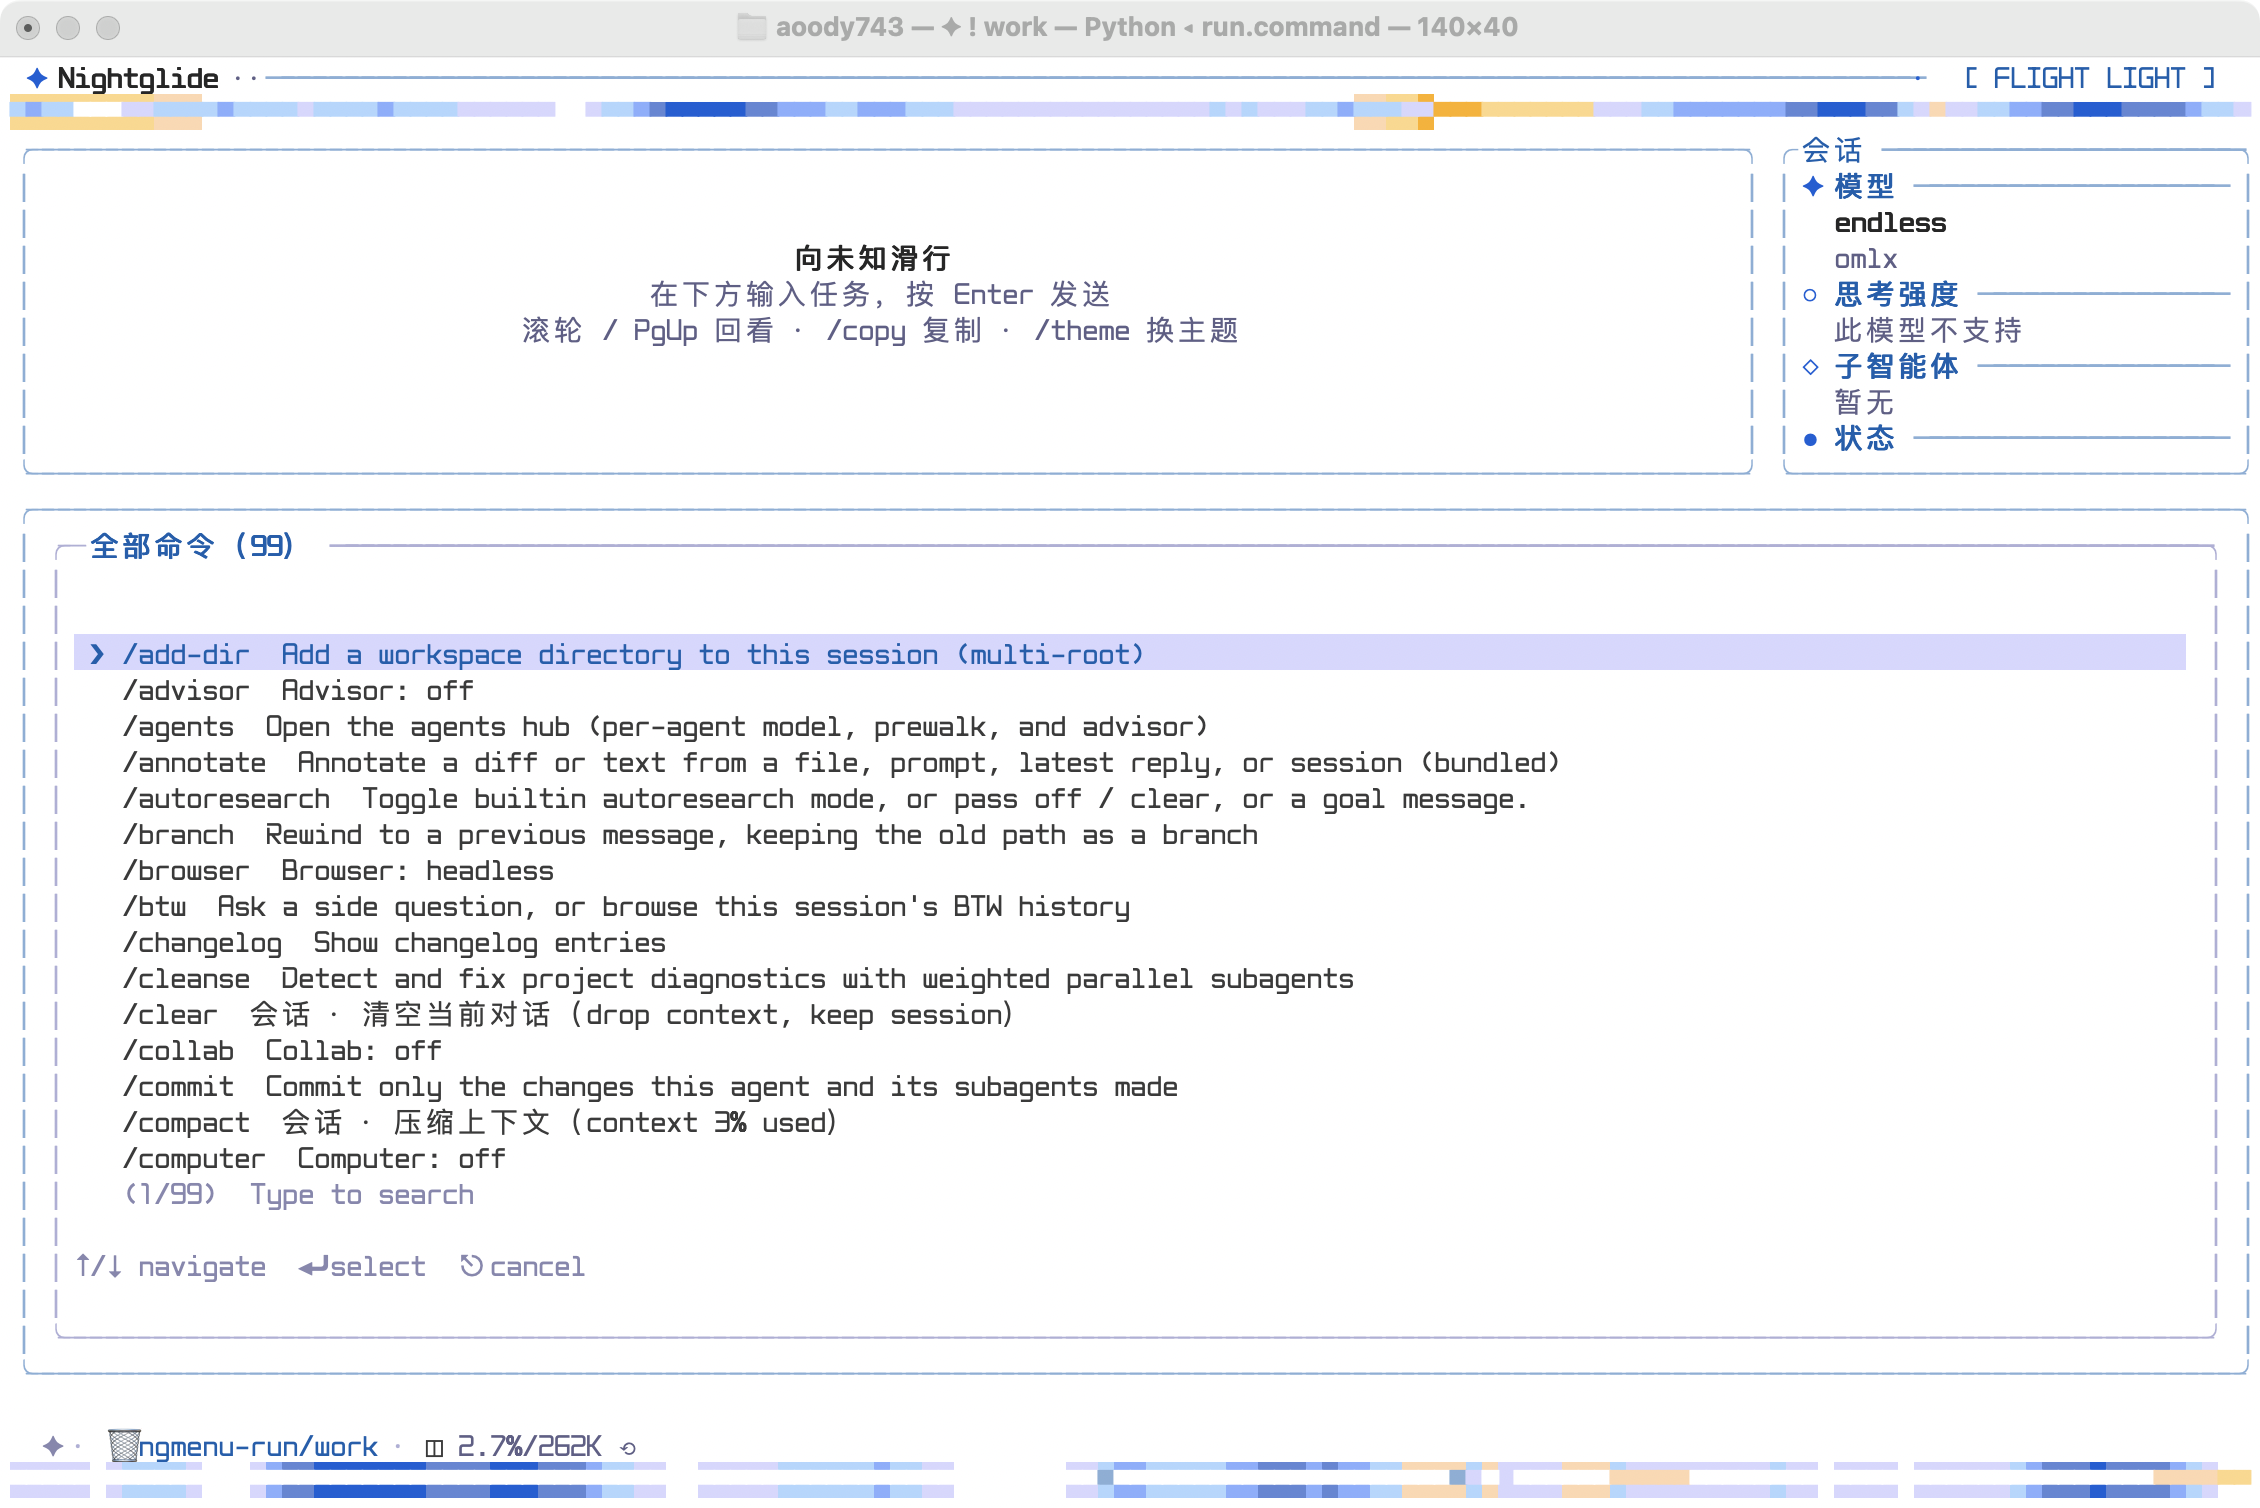 aoody743 — ✦ ! work — Python ◂ run.command — 140×40
✦ Nightglide ··
[ FLIGHT LIGHT ]
向未知滑行
在下方输入任务，按 Enter 发送
滚轮 / PgUp 回看 · /copy 复制 · /theme 换主题
会话
✦ 模型
endless
omlx
○ 思考强度
此模型不支持
◇ 子智能体
暂无
● 状态
全部命令 (99)
❯ /add-dir  Add a workspace directory to this session (multi-root)
/advisor  Advisor: off
/agents  Open the agents hub (per-agent model, prewalk, and advisor)
/annotate  Annotate a diff or text from a file, prompt, latest reply, or session (bundled)
/autoresearch  Toggle builtin autoresearch mode, or pass off / clear, or a goal message.
/branch  Rewind to a previous message, keeping the old path as a branch
/browser  Browser: headless
/btw  Ask a side question, or browse this session's BTW history
/changelog  Show changelog entries
/cleanse  Detect and fix project diagnostics with weighted parallel subagents
/clear  会话 · 清空当前对话（drop context, keep session）
/collab  Collab: off
/commit  Commit only the changes this agent and its subagents made
/compact  会话 · 压缩上下文（context 3% used）
/computer  Computer: off
(1/99)  Type to search
↑/↓ navigate  ↵select  ⎋cancel
✦ · 🗑ngmenu-run/work · ◫ 2.7%/262K ⟲